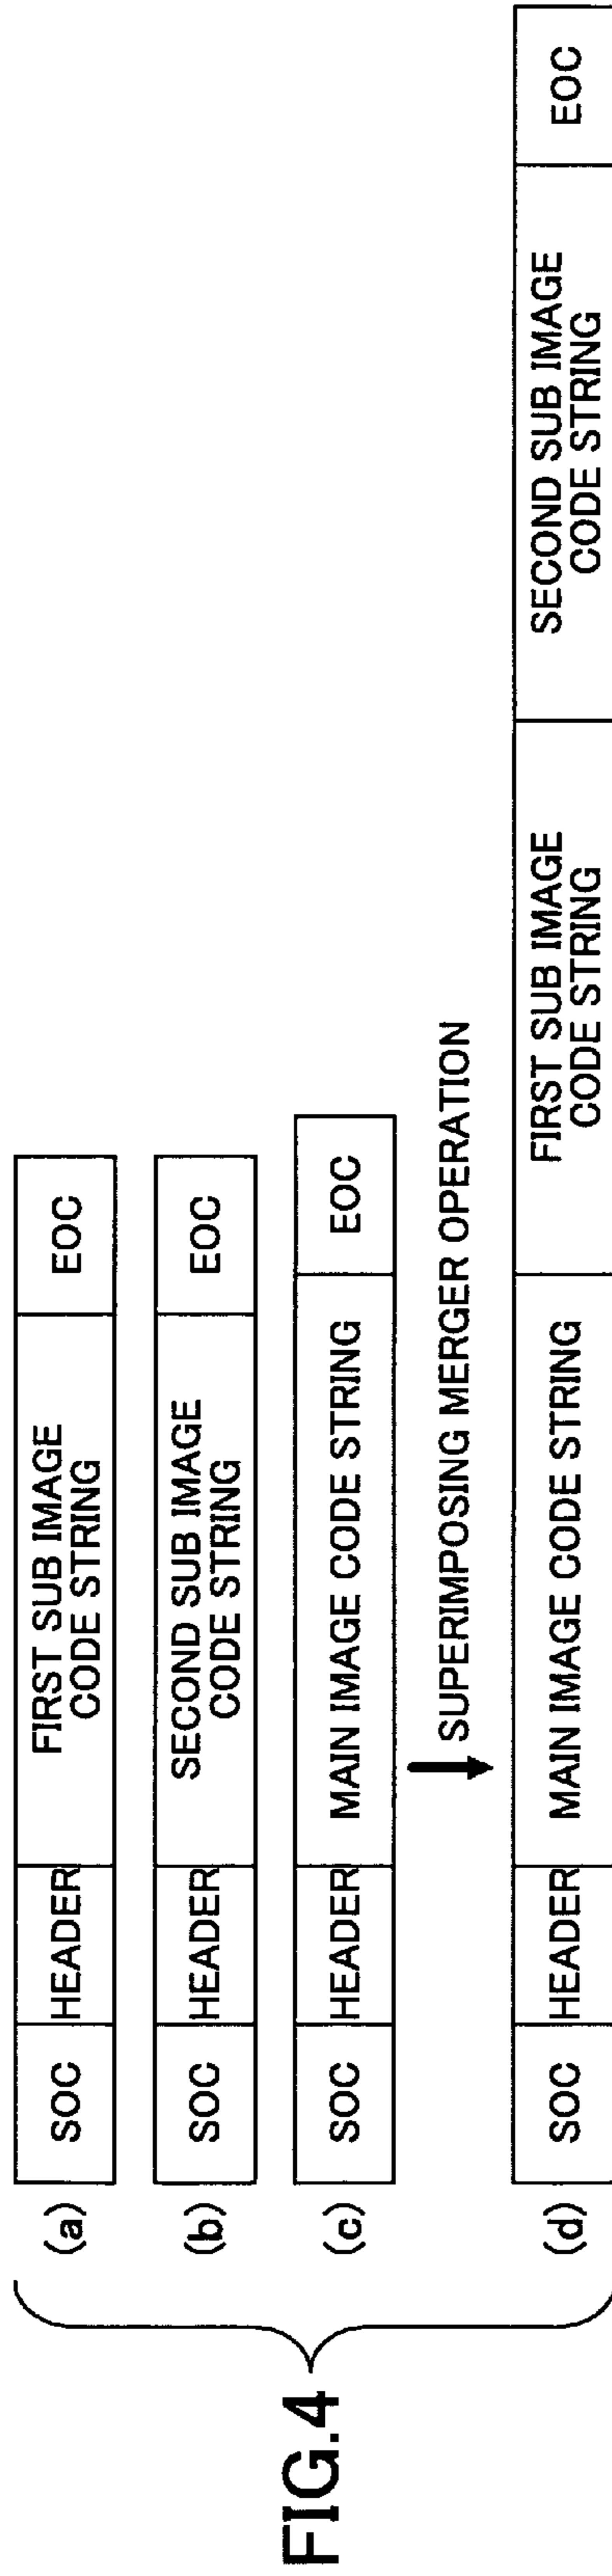 FIG.4
(a)
SOC
HEADER
FIRST SUB IMAGE
CODE STRING
EOC
(b)
SOC
HEADER
SECOND SUB IMAGE
CODE STRING
EOC
(c)
SOC
HEADER
MAIN IMAGE CODE STRING
EOC
SUPERIMPOSING MERGER OPERATION
(d)
SOC
HEADER
MAIN IMAGE CODE STRING
FIRST SUB IMAGE
CODE STRING
SECOND SUB IMAGE
CODE STRING
EOC